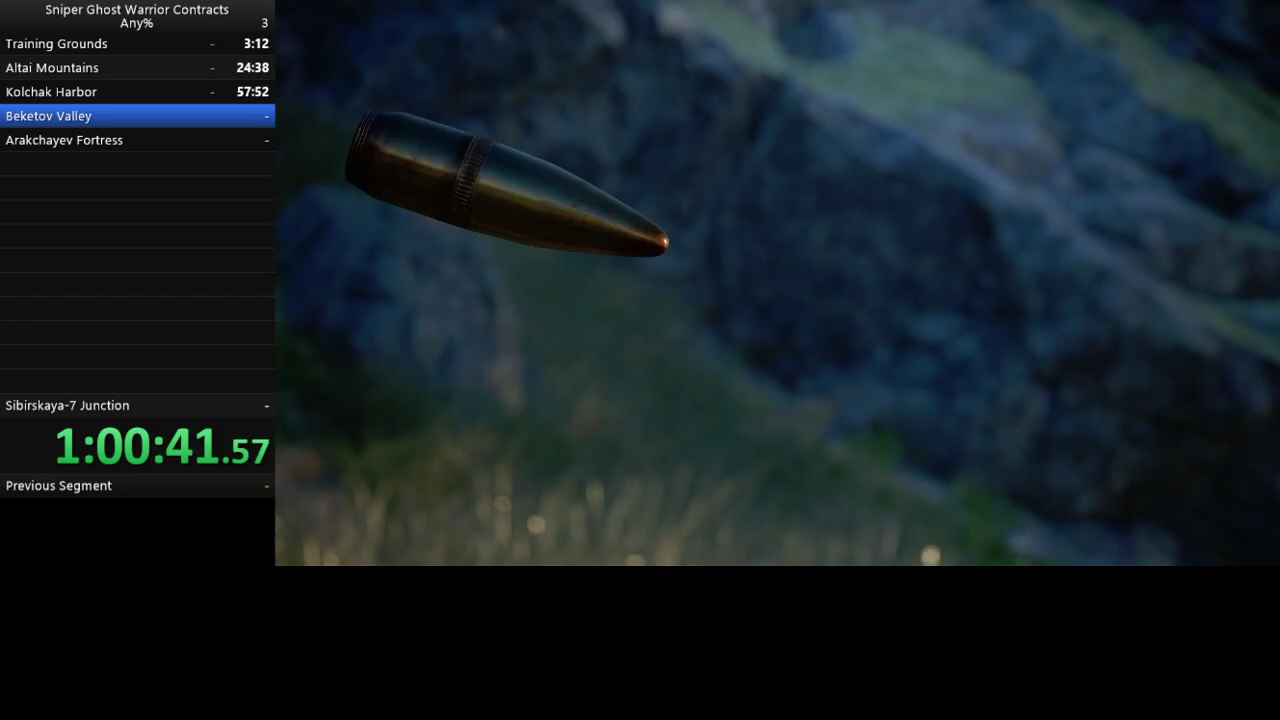 Sniper Ghost Warrior Contracts
Any% 3
Training Grounds - 3:12
Altai Mountains - 24:38
Kolchak Harbor - 57:52
Beketov Valley -
Arakchayev Fortress -
Sibirskaya-7 Junction -
1:00:41.57
Previous Segment -